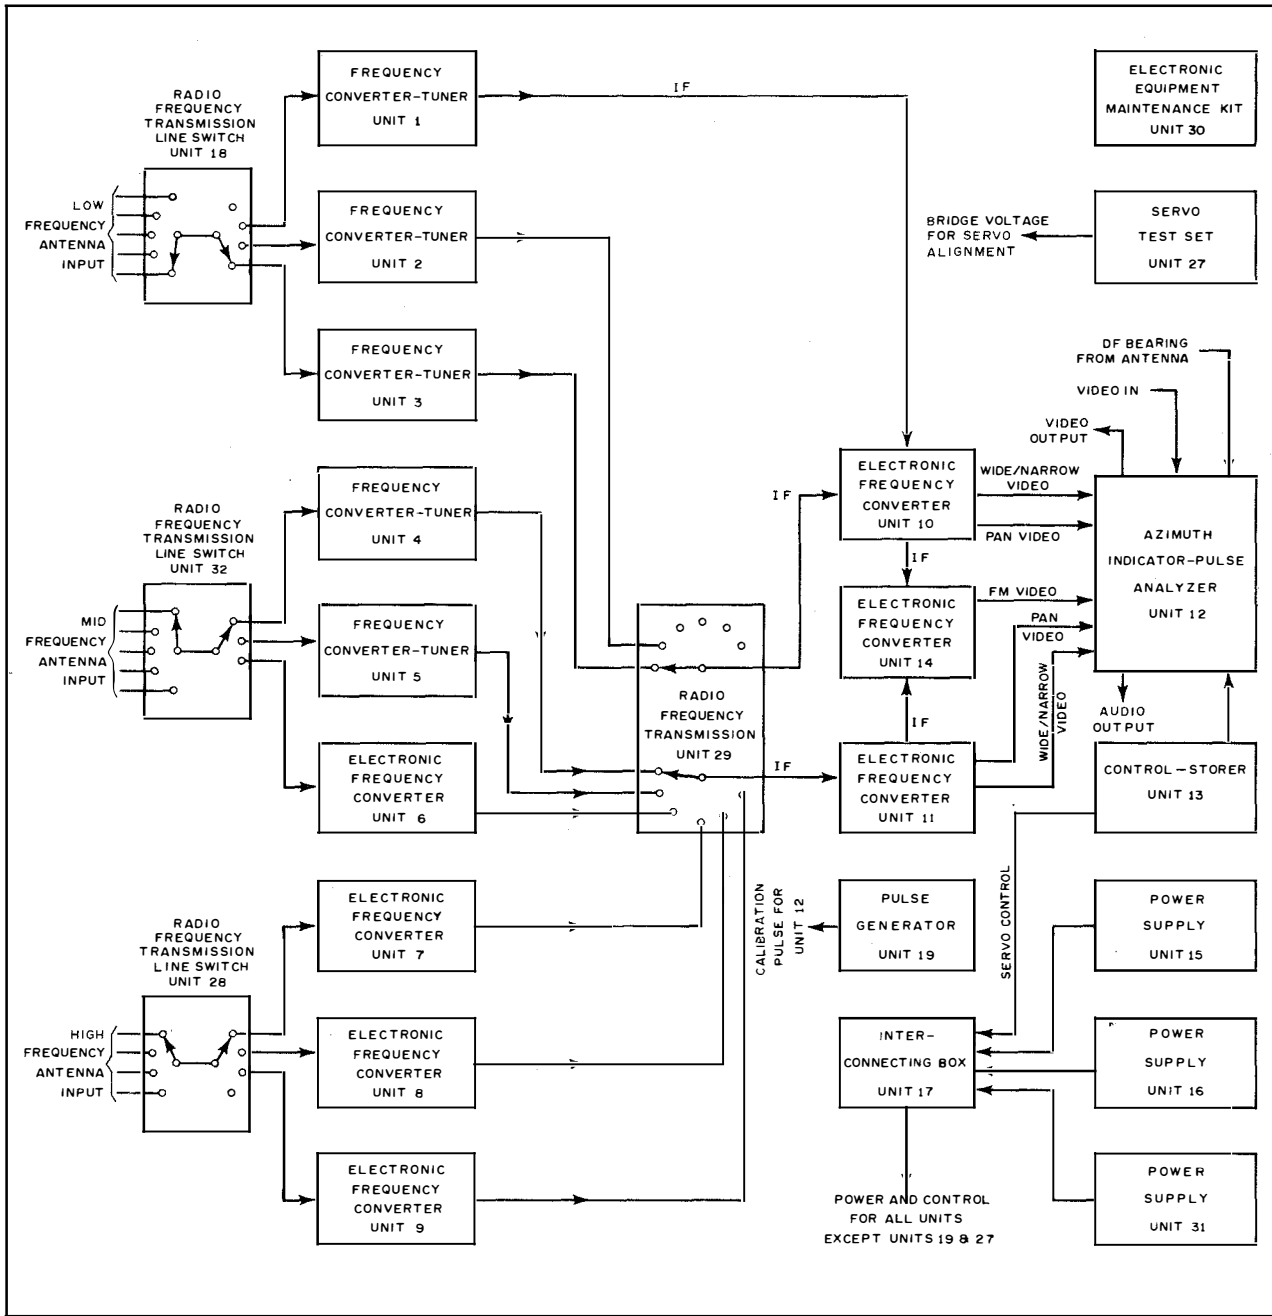 RADIO
FREQUENCY
TRANSMISSION
LINE SWITCH
UNIT 18
LOW
FREQUENCY
ANTENNA
INPUT
FREQUENCY
CONVERTER-TUNER
UNIT 1
IF
FREQUENCY
CONVERTER-TUNER
UNIT 2
FREQUENCY
CONVERTER-TUNER
UNIT 3
RADIO
FREQUENCY
TRANSMISSION
LINE SWITCH
UNIT 32
MID
FREQUENCY
ANTENNA
INPUT
FREQUENCY
CONVERTER-TUNER
UNIT 4
FREQUENCY
CONVERTER-TUNER
UNIT 5
ELECTRONIC
FREQUENCY
CONVERTER
UNIT 6
RADIO
FREQUENCY
TRANSMISSION
LINE SWITCH
UNIT 28
HIGH
FREQUENCY
ANTENNA
INPUT
ELECTRONIC
FREQUENCY
CONVERTER
UNIT 7
ELECTRONIC
FREQUENCY
CONVERTER
UNIT 8
ELECTRONIC
FREQUENCY
CONVERTER
UNIT 9
RADIO
FREQUENCY
TRANSMISSION
UNIT 29
IF
IF
ELECTRONIC
FREQUENCY
CONVERTER
UNIT 10
IF
ELECTRONIC
FREQUENCY
CONVERTER
UNIT 14
IF
ELECTRONIC
FREQUENCY
CONVERTER
UNIT 11
WIDE/NARROW
VIDEO
PAN VIDEO
FM VIDEO
PAN
VIDEO
WIDE/NARROW
VIDEO
ELECTRONIC
EQUIPMENT
MAINTENANCE KIT
UNIT 30
BRIDGE VOLTAGE
FOR SERVO
ALIGNMENT
SERVO
TEST SET
UNIT 27
DF BEARING
FROM ANTENNA
VIDEO IN
VIDEO
OUTPUT
AZIMUTH
INDICATOR-PULSE
ANALYZER
UNIT 12
AUDIO
OUTPUT
CONTROL-STORER
UNIT 13
SERVO CONTROL
CALIBRATION
PULSE FOR
UNIT 12
PULSE
GENERATOR
UNIT 19
POWER
SUPPLY
UNIT 15
INTER-
CONNECTING BOX
UNIT 17
POWER
SUPPLY
UNIT 16
POWER
SUPPLY
UNIT 31
POWER AND CONTROL
FOR ALL UNITS
EXCEPT UNITS 19 & 27